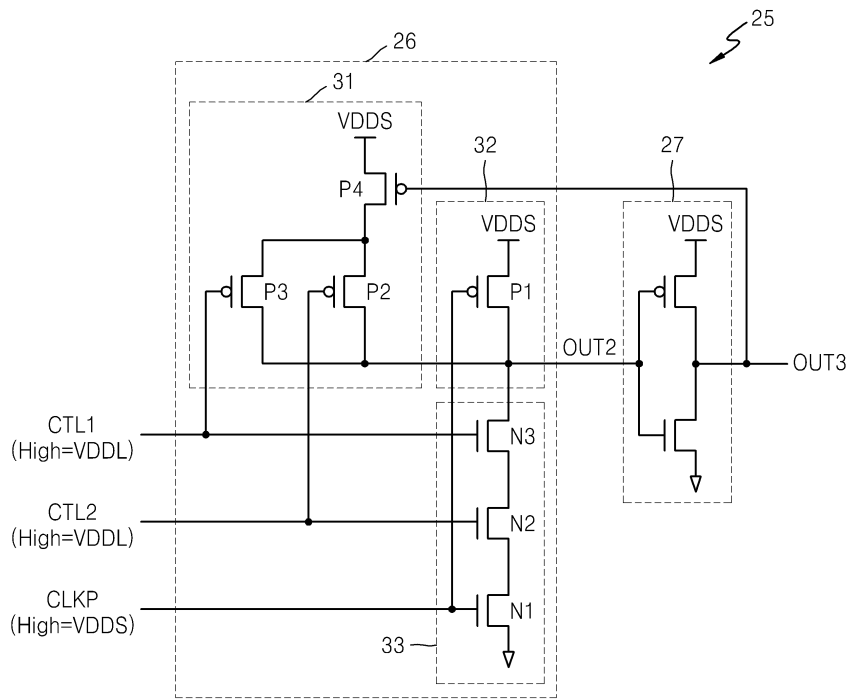 25
26
31
VDDS
32
27
P4
VDDS
VDDS
P3
P2
P1
OUT2
OUT3
CTL1
(High=VDDL)
N3
CTL2
(High=VDDL)
N2
CLKP
(High=VDDS)
N1
33